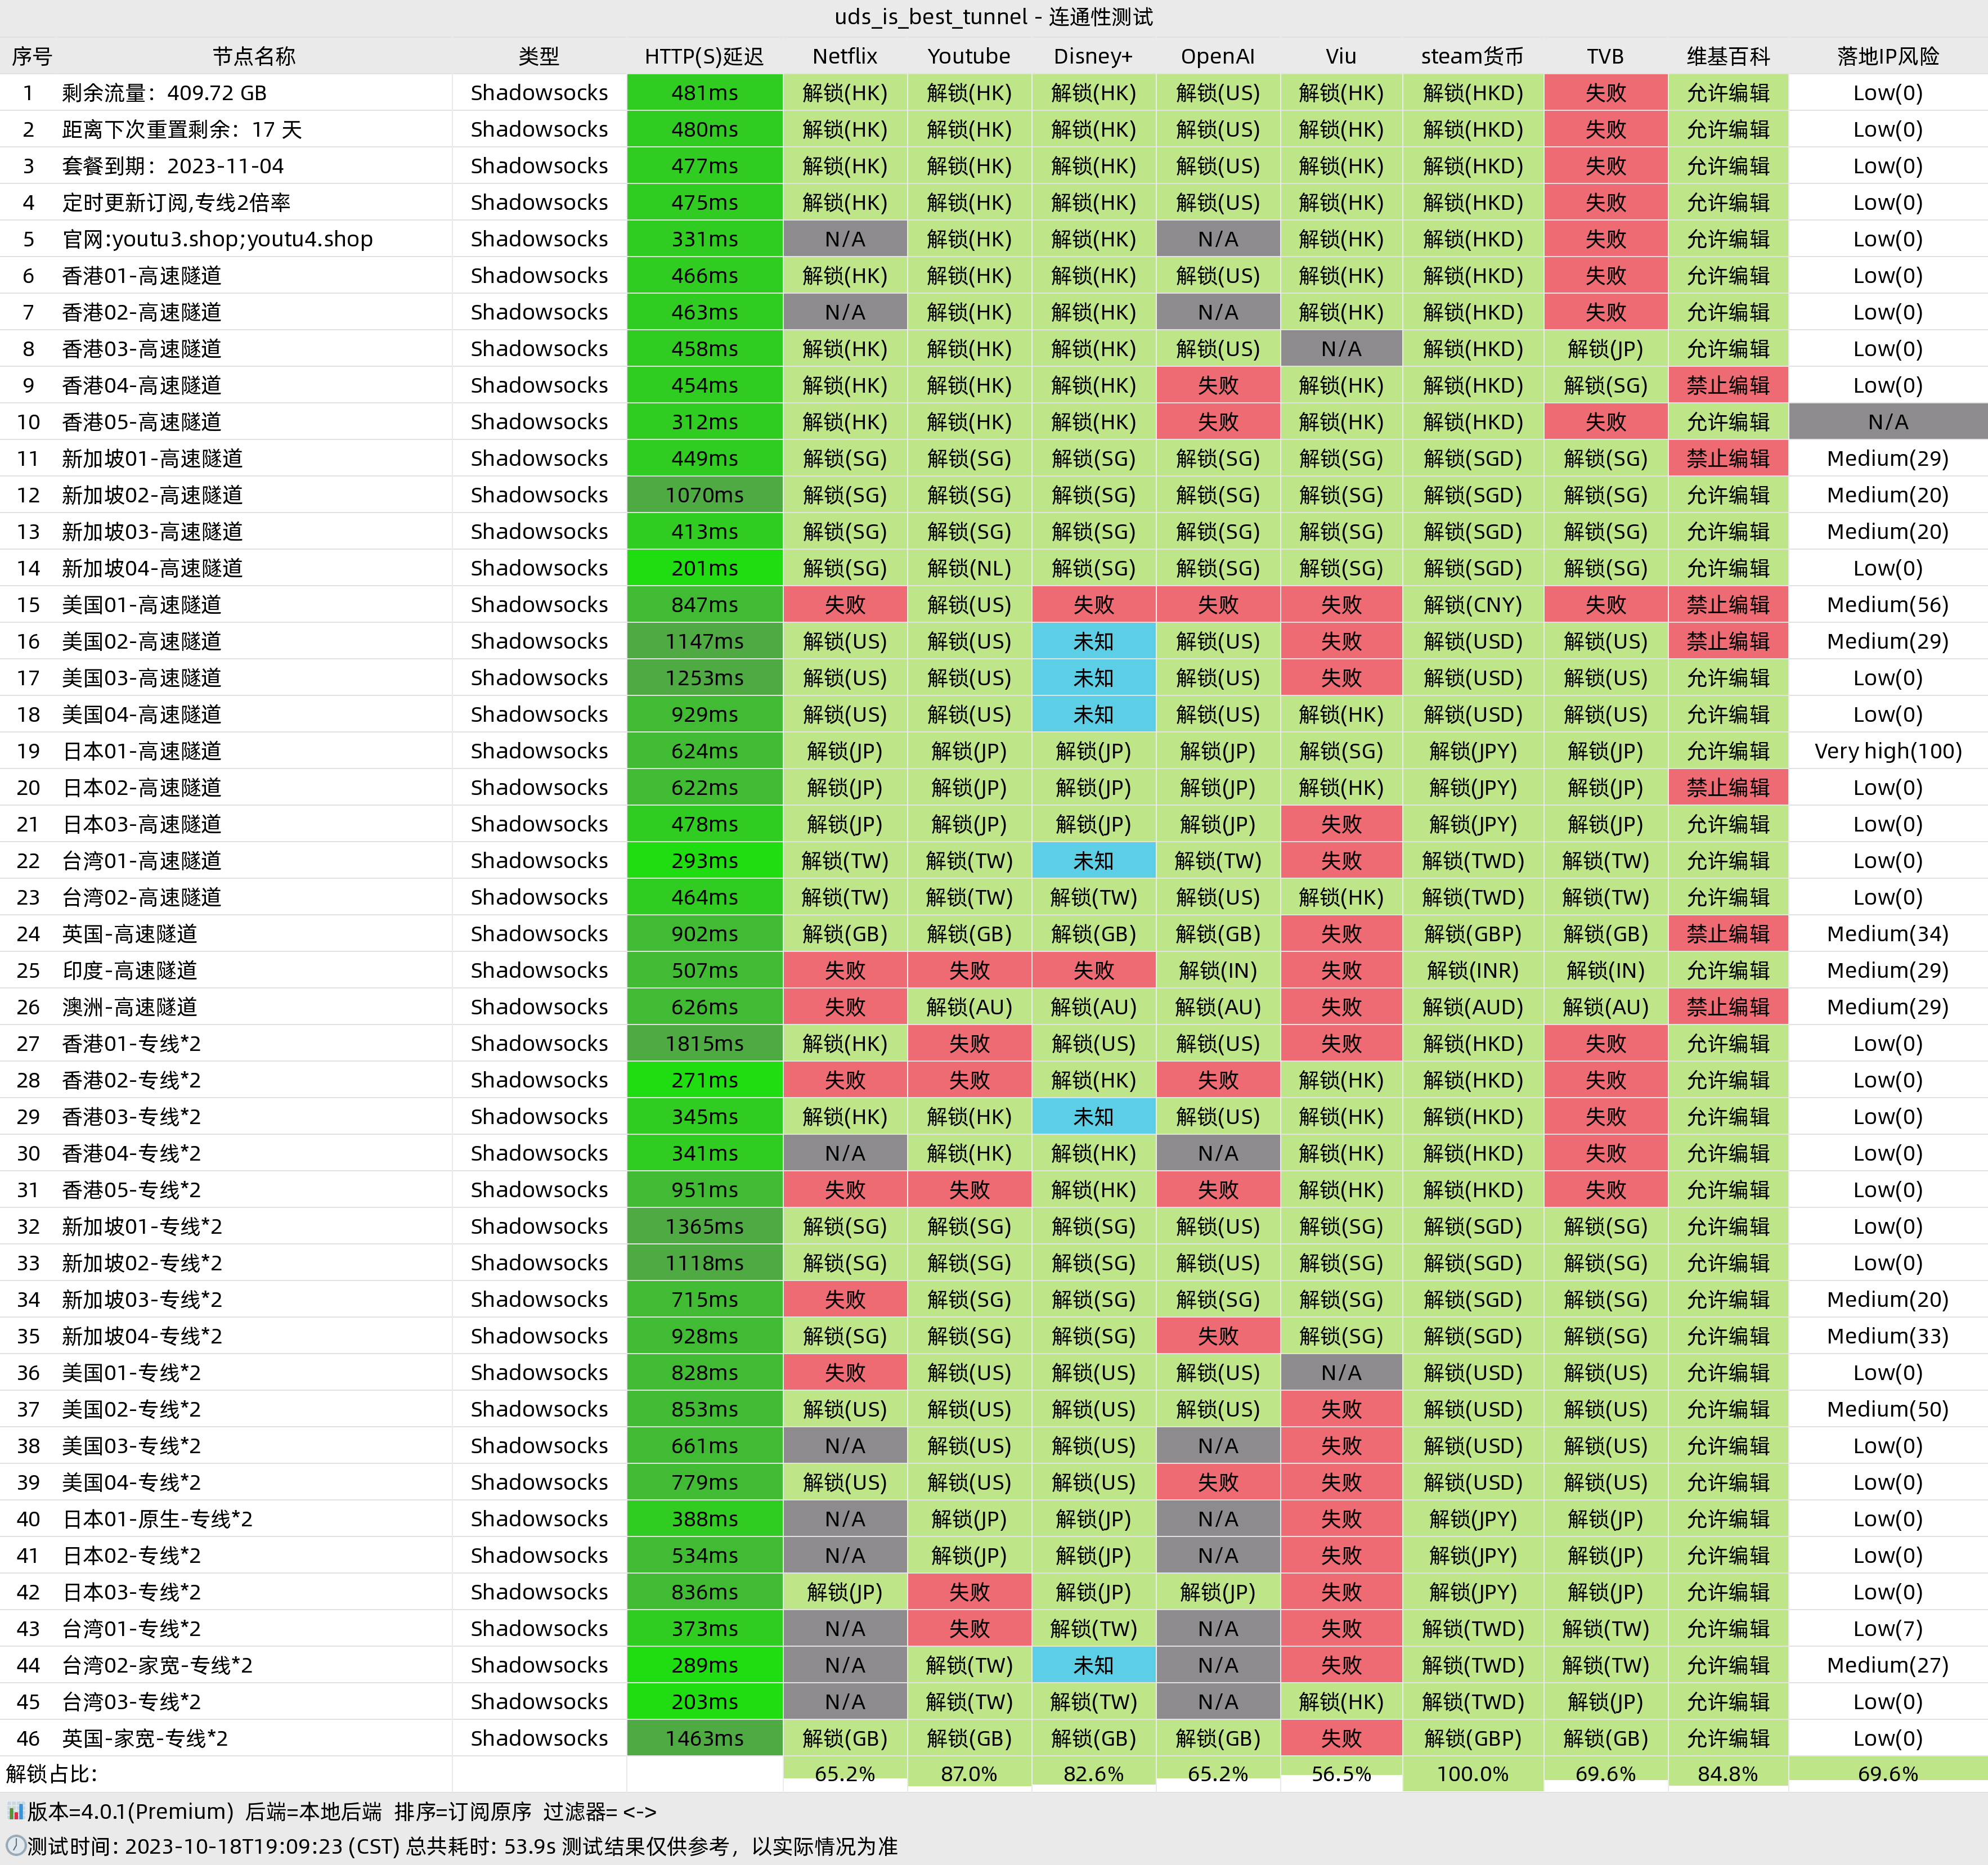 uds_is_best_tunnel - 连通性测试
序号 节点名称 类型 HTTP(S)延迟 Netflix Youtube Disney+ OpenAI Viu steam货币 TVB 维基百科 落地IP风险
1 剩余流量：409.72 GB Shadowsocks 481ms 解锁(HK) 解锁(HK) 解锁(HK) 解锁(US) 解锁(HK) 解锁(HKD) 失败 允许编辑 Low(0)
2 距离下次重置剩余：17 天 Shadowsocks 480ms 解锁(HK) 解锁(HK) 解锁(HK) 解锁(US) 解锁(HK) 解锁(HKD) 失败 允许编辑 Low(0)
3 套餐到期：2023-11-04 Shadowsocks 477ms 解锁(HK) 解锁(HK) 解锁(HK) 解锁(US) 解锁(HK) 解锁(HKD) 失败 允许编辑 Low(0)
4 定时更新订阅,专线2倍率 Shadowsocks 475ms 解锁(HK) 解锁(HK) 解锁(HK) 解锁(US) 解锁(HK) 解锁(HKD) 失败 允许编辑 Low(0)
5 官网:youtu3.shop;youtu4.shop Shadowsocks 331ms N/A 解锁(HK) 解锁(HK) N/A 解锁(HK) 解锁(HKD) 失败 允许编辑 Low(0)
6 香港01-高速隧道 Shadowsocks 466ms 解锁(HK) 解锁(HK) 解锁(HK) 解锁(US) 解锁(HK) 解锁(HKD) 失败 允许编辑 Low(0)
7 香港02-高速隧道 Shadowsocks 463ms N/A 解锁(HK) 解锁(HK) N/A 解锁(HK) 解锁(HKD) 失败 允许编辑 Low(0)
8 香港03-高速隧道 Shadowsocks 458ms 解锁(HK) 解锁(HK) 解锁(HK) 解锁(US) N/A 解锁(HKD) 解锁(JP) 允许编辑 Low(0)
9 香港04-高速隧道 Shadowsocks 454ms 解锁(HK) 解锁(HK) 解锁(HK) 失败 解锁(HK) 解锁(HKD) 解锁(SG) 禁止编辑 Low(0)
10 香港05-高速隧道 Shadowsocks 312ms 解锁(HK) 解锁(HK) 解锁(HK) 失败 解锁(HK) 解锁(HKD) 失败 允许编辑 N/A
11 新加坡01-高速隧道 Shadowsocks 449ms 解锁(SG) 解锁(SG) 解锁(SG) 解锁(SG) 解锁(SG) 解锁(SGD) 解锁(SG) 禁止编辑 Medium(29)
12 新加坡02-高速隧道 Shadowsocks 1070ms 解锁(SG) 解锁(SG) 解锁(SG) 解锁(SG) 解锁(SG) 解锁(SGD) 解锁(SG) 允许编辑 Medium(20)
13 新加坡03-高速隧道 Shadowsocks 413ms 解锁(SG) 解锁(SG) 解锁(SG) 解锁(SG) 解锁(SG) 解锁(SGD) 解锁(SG) 允许编辑 Medium(20)
14 新加坡04-高速隧道 Shadowsocks 201ms 解锁(SG) 解锁(NL) 解锁(SG) 解锁(SG) 解锁(SG) 解锁(SGD) 解锁(SG) 允许编辑 Low(0)
15 美国01-高速隧道 Shadowsocks 847ms 失败 解锁(US) 失败 失败 失败 解锁(CNY) 失败 禁止编辑 Medium(56)
16 美国02-高速隧道 Shadowsocks 1147ms 解锁(US) 解锁(US) 未知 解锁(US) 失败 解锁(USD) 解锁(US) 禁止编辑 Medium(29)
17 美国03-高速隧道 Shadowsocks 1253ms 解锁(US) 解锁(US) 未知 解锁(US) 失败 解锁(USD) 解锁(US) 允许编辑 Low(0)
18 美国04-高速隧道 Shadowsocks 929ms 解锁(US) 解锁(US) 未知 解锁(US) 解锁(HK) 解锁(USD) 解锁(US) 允许编辑 Low(0)
19 日本01-高速隧道 Shadowsocks 624ms 解锁(JP) 解锁(JP) 解锁(JP) 解锁(JP) 解锁(SG) 解锁(JPY) 解锁(JP) 允许编辑 Very high(100)
20 日本02-高速隧道 Shadowsocks 622ms 解锁(JP) 解锁(JP) 解锁(JP) 解锁(JP) 解锁(HK) 解锁(JPY) 解锁(JP) 禁止编辑 Low(0)
21 日本03-高速隧道 Shadowsocks 478ms 解锁(JP) 解锁(JP) 解锁(JP) 解锁(JP) 失败 解锁(JPY) 解锁(JP) 允许编辑 Low(0)
22 台湾01-高速隧道 Shadowsocks 293ms 解锁(TW) 解锁(TW) 未知 解锁(TW) 失败 解锁(TWD) 解锁(TW) 允许编辑 Low(0)
23 台湾02-高速隧道 Shadowsocks 464ms 解锁(TW) 解锁(TW) 解锁(TW) 解锁(US) 解锁(HK) 解锁(TWD) 解锁(TW) 允许编辑 Low(0)
24 英国-高速隧道 Shadowsocks 902ms 解锁(GB) 解锁(GB) 解锁(GB) 解锁(GB) 失败 解锁(GBP) 解锁(GB) 禁止编辑 Medium(34)
25 印度-高速隧道 Shadowsocks 507ms 失败 失败 失败 解锁(IN) 失败 解锁(INR) 解锁(IN) 允许编辑 Medium(29)
26 澳洲-高速隧道 Shadowsocks 626ms 失败 解锁(AU) 解锁(AU) 解锁(AU) 失败 解锁(AUD) 解锁(AU) 禁止编辑 Medium(29)
27 香港01-专线*2 Shadowsocks 1815ms 解锁(HK) 失败 解锁(US) 解锁(US) 失败 解锁(HKD) 失败 允许编辑 Low(0)
28 香港02-专线*2 Shadowsocks 271ms 失败 失败 解锁(HK) 失败 解锁(HK) 解锁(HKD) 失败 允许编辑 Low(0)
29 香港03-专线*2 Shadowsocks 345ms 解锁(HK) 解锁(HK) 未知 解锁(US) 解锁(HK) 解锁(HKD) 失败 允许编辑 Low(0)
30 香港04-专线*2 Shadowsocks 341ms N/A 解锁(HK) 解锁(HK) N/A 解锁(HK) 解锁(HKD) 失败 允许编辑 Low(0)
31 香港05-专线*2 Shadowsocks 951ms 失败 失败 解锁(HK) 失败 解锁(HK) 解锁(HKD) 失败 允许编辑 Low(0)
32 新加坡01-专线*2 Shadowsocks 1365ms 解锁(SG) 解锁(SG) 解锁(SG) 解锁(US) 解锁(SG) 解锁(SGD) 解锁(SG) 允许编辑 Low(0)
33 新加坡02-专线*2 Shadowsocks 1118ms 解锁(SG) 解锁(SG) 解锁(SG) 解锁(US) 解锁(SG) 解锁(SGD) 解锁(SG) 允许编辑 Low(0)
34 新加坡03-专线*2 Shadowsocks 715ms 失败 解锁(SG) 解锁(SG) 解锁(SG) 解锁(SG) 解锁(SGD) 解锁(SG) 允许编辑 Medium(20)
35 新加坡04-专线*2 Shadowsocks 928ms 解锁(SG) 解锁(SG) 解锁(SG) 失败 解锁(SG) 解锁(SGD) 解锁(SG) 允许编辑 Medium(33)
36 美国01-专线*2 Shadowsocks 828ms 失败 解锁(US) 解锁(US) 解锁(US) N/A 解锁(USD) 解锁(US) 允许编辑 Low(0)
37 美国02-专线*2 Shadowsocks 853ms 解锁(US) 解锁(US) 解锁(US) 解锁(US) 失败 解锁(USD) 解锁(US) 允许编辑 Medium(50)
38 美国03-专线*2 Shadowsocks 661ms N/A 解锁(US) 解锁(US) N/A 失败 解锁(USD) 解锁(US) 允许编辑 Low(0)
39 美国04-专线*2 Shadowsocks 779ms 解锁(US) 解锁(US) 解锁(US) 失败 失败 解锁(USD) 解锁(US) 允许编辑 Low(0)
40 日本01-原生-专线*2 Shadowsocks 388ms N/A 解锁(JP) 解锁(JP) N/A 失败 解锁(JPY) 解锁(JP) 允许编辑 Low(0)
41 日本02-专线*2 Shadowsocks 534ms N/A 解锁(JP) 解锁(JP) N/A 失败 解锁(JPY) 解锁(JP) 允许编辑 Low(0)
42 日本03-专线*2 Shadowsocks 836ms 解锁(JP) 失败 解锁(JP) 解锁(JP) 失败 解锁(JPY) 解锁(JP) 允许编辑 Low(0)
43 台湾01-专线*2 Shadowsocks 373ms N/A 失败 解锁(TW) N/A 失败 解锁(TWD) 解锁(TW) 允许编辑 Low(7)
44 台湾02-家宽-专线*2 Shadowsocks 289ms N/A 解锁(TW) 未知 N/A 失败 解锁(TWD) 解锁(TW) 允许编辑 Medium(27)
45 台湾03-专线*2 Shadowsocks 203ms N/A 解锁(TW) 解锁(TW) N/A 解锁(HK) 解锁(TWD) 解锁(JP) 允许编辑 Low(0)
46 英国-家宽-专线*2 Shadowsocks 1463ms 解锁(GB) 解锁(GB) 解锁(GB) 解锁(GB) 失败 解锁(GBP) 解锁(GB) 允许编辑 Low(0)
解锁占比: 65.2% 87.0% 82.6% 65.2% 56.5% 100.0% 69.6% 84.8% 69.6%
版本=4.0.1(Premium) 后端=本地后端 排序=订阅原序 过滤器= <->
测试时间: 2023-10-18T19:09:23 (CST) 总共耗时: 53.9s 测试结果仅供参考，以实际情况为准